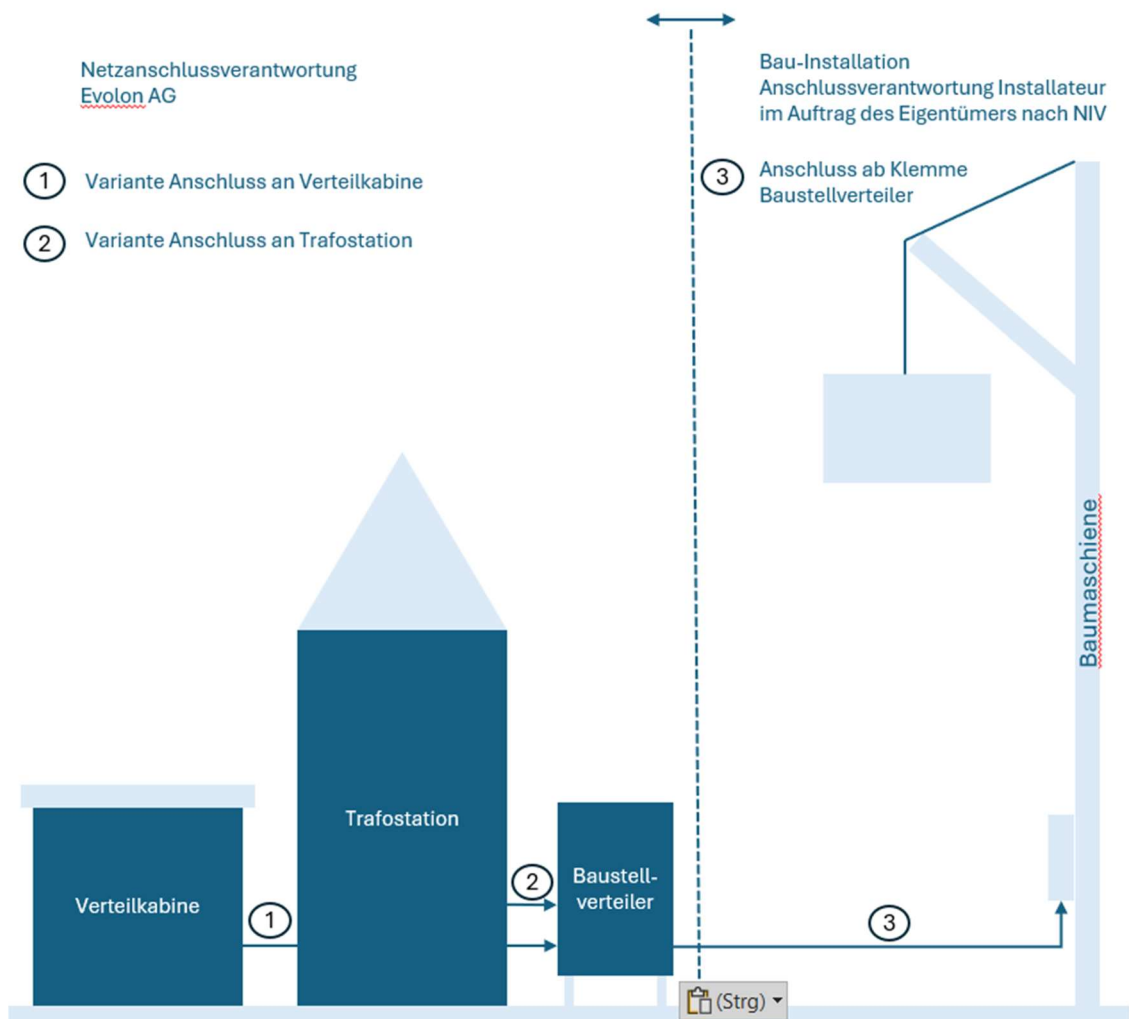 Netzanschlussverantwortung
Evolon AG
1 Variante Anschluss an Verteilkabine
2 Variante Anschluss an Trafostation
Bau-Installation
Anschlussverantwortung Installateur
im Auftrag des Eigentümers nach NIV
3 Anschluss ab Klemme
Baustellverteiler
Baumaschiene
Verteilkabine
1
Trafostation
2
Baustell-
verteiler
3
(Strg)